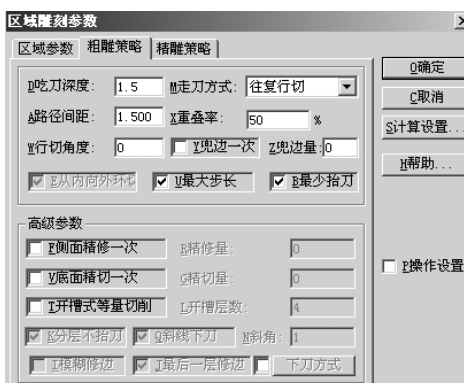 区域雕刻参数
区域参数 粗雕策略 精雕策略
D吃刀深度: 1.5 M走刀方式: 往复行切
A路径间距: 1.500 X重叠率: 50 %
W行切角度: 0 Y兜边一次 Z兜边量: 0
E从内向外环切 U最大步长 B最少抬刀
高级参数
F侧面精修一次 R精修量: 0
V底面精切一次 G精切量: 0
T开槽式等量切削 L开槽层数: 4
K分层不抬刀 Q斜线下刀 N斜角: 1
I模糊修边 J最后一层修边 下刀方式
O确定
C取消
S计算设置...
H帮助...
P操作设置